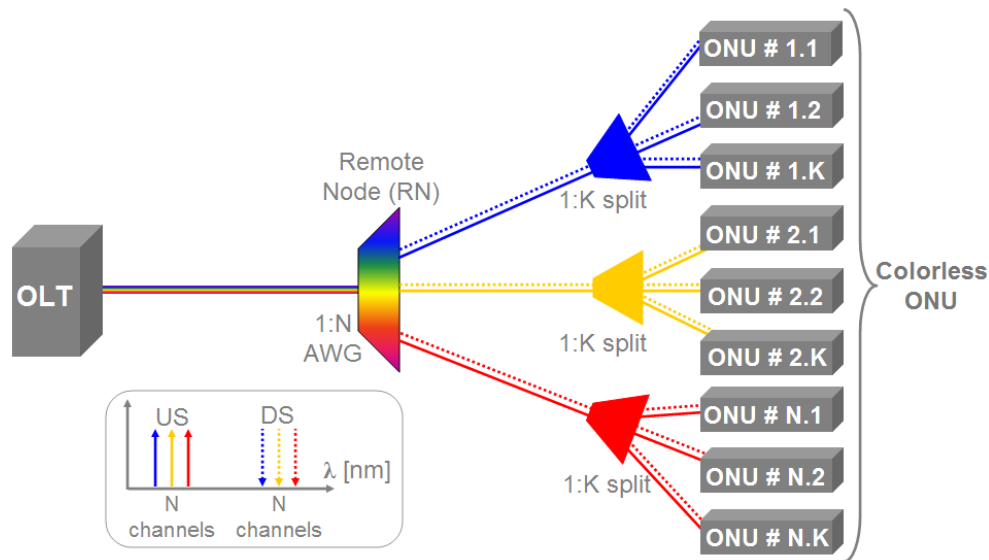 OLT
Remote
Node (RN)
1:N
AWG
1:K split
1:K split
1:K split
ONU # 1.1
ONU # 1.2
ONU # 1.K
ONU # 2.1
ONU # 2.2
ONU # 2.K
ONU # N.1
ONU # N.2
ONU # N.K
Colorless
ONU
US
DS
λ [nm]
N
channels
N
channels